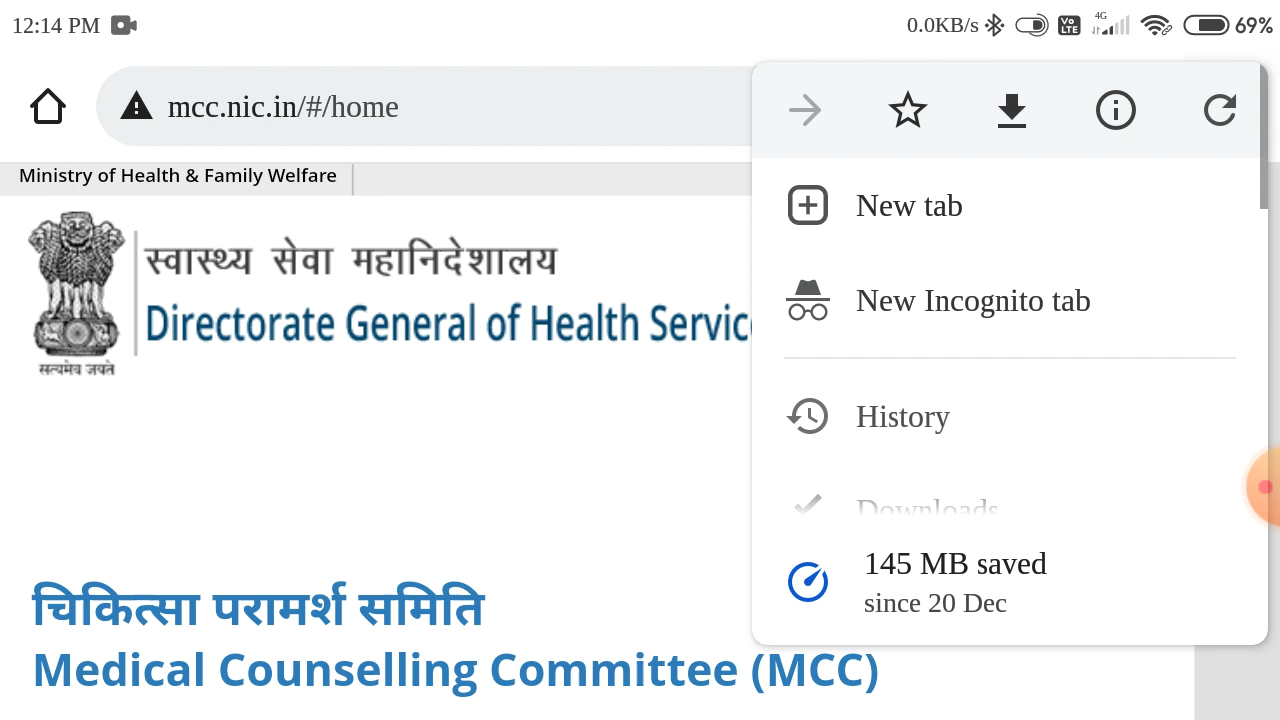 12:14 PM
0.0KB/s
Vo LTE
4G
69%
mcc.nic.in/#/home
Ministry of Health & Family Welfare
स्वास्थ्य सेवा महानिदेशालय
Directorate General of Health Servic
सत्यमेव जयते
New tab
New Incognito tab
History
Downloads
145 MB saved
since 20 Dec
चिकित्सा परामर्श समिति
Medical Counselling Committee (MCC)